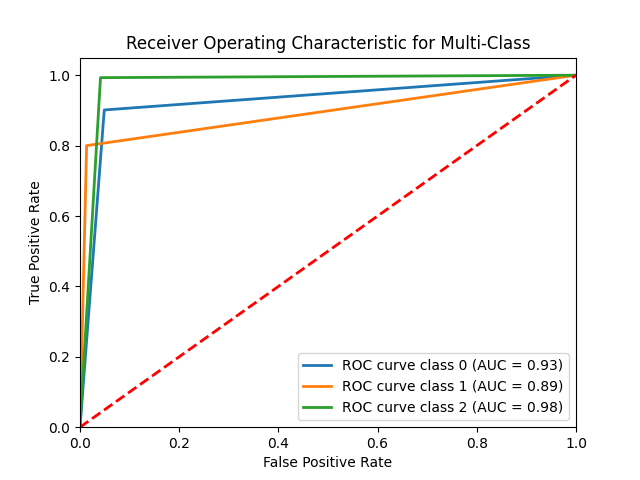 Receiver Operating Characteristic for Multi-Class
1.0
0.8
0.6
0.4
0.2
0.0
True Positive Rate
ROC curve class 0 (AUC = 0.93)
ROC curve class 1 (AUC = 0.89)
ROC curve class 2 (AUC = 0.98)
0.0 0.2 0.4 0.6 0.8 1.0
False Positive Rate